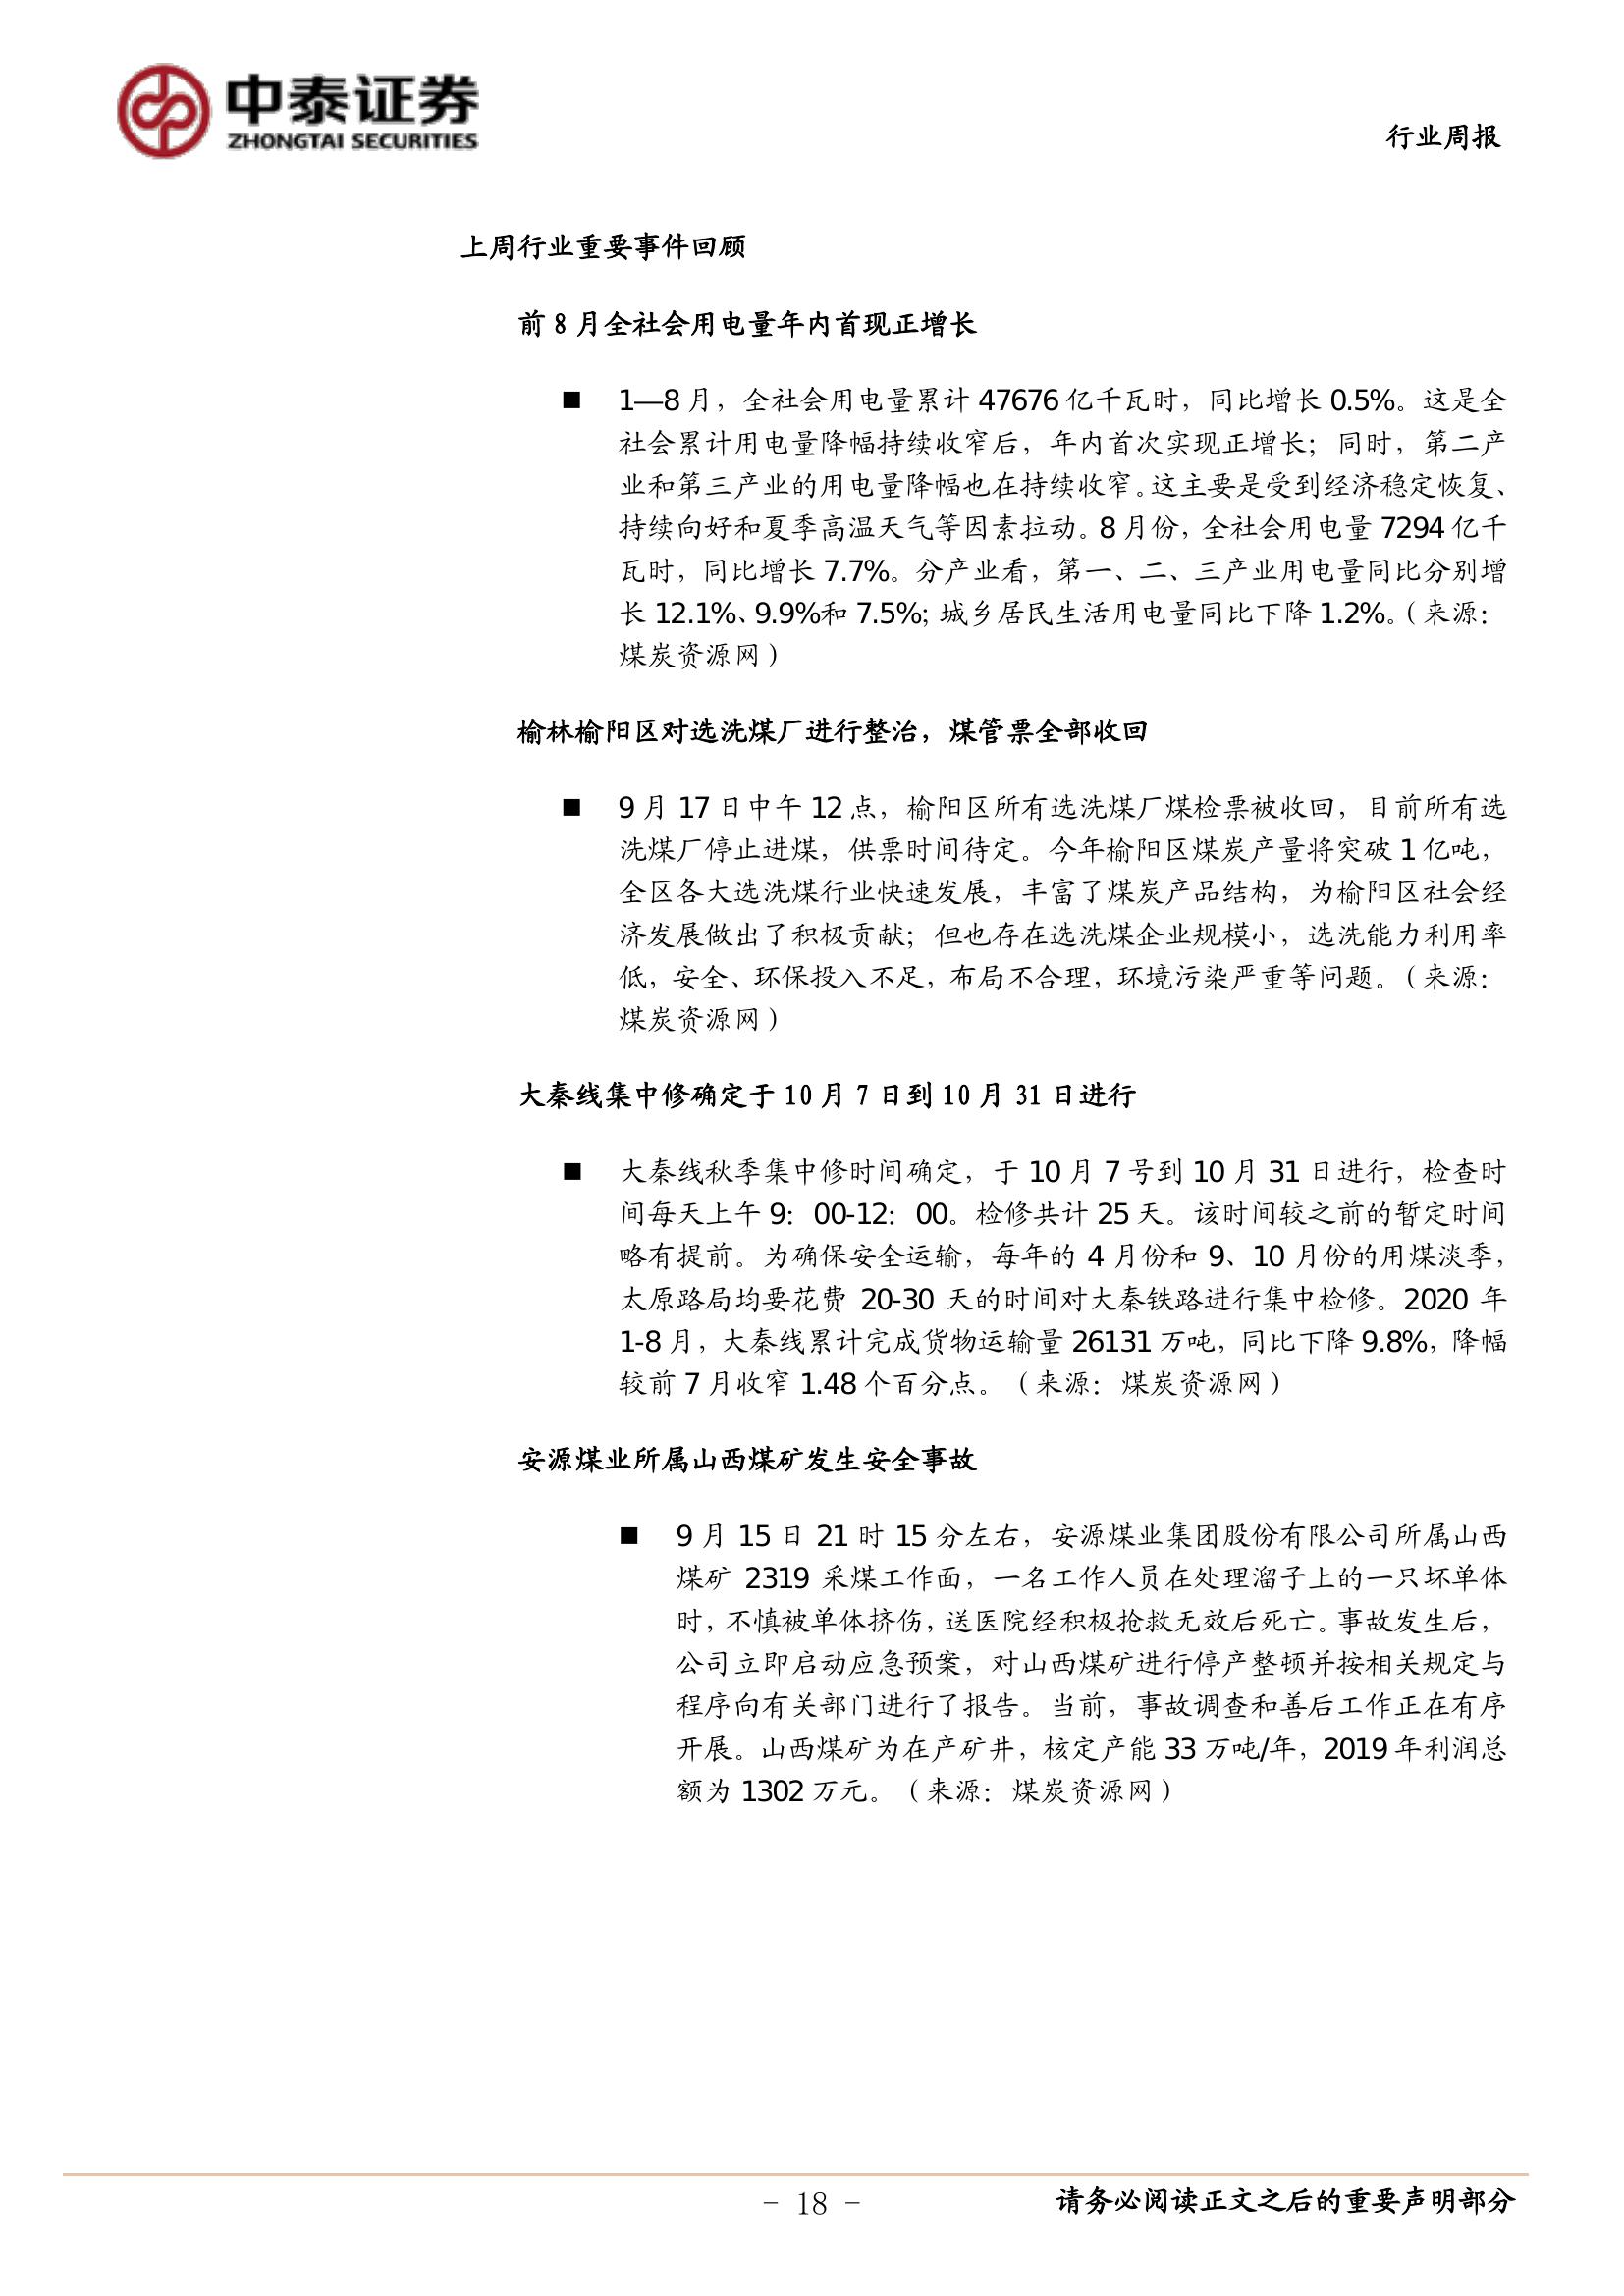 中泰证券
ZHONGTAI SECURITIES
行业周报
上周行业重要事件回顾
前 8 月全社会用电量年内首现正增长
■ 1—8 月，全社会用电量累计 47676 亿千瓦时，同比增长 0.5%。这是全
社会累计用电量降幅持续收窄后，年内首次实现正增长；同时，第二产
业和第三产业的用电量降幅也在持续收窄。这主要是受到经济稳定恢复、
持续向好和夏季高温天气等因素拉动。8 月份，全社会用电量 7294 亿千
瓦时，同比增长 7.7%。分产业看，第一、二、三产业用电量同比分别增
长 12.1%、9.9%和 7.5%；城乡居民生活用电量同比下降 1.2%。（来源：
煤炭资源网）
榆林榆阳区对选洗煤厂进行整治，煤管票全部收回
■ 9 月 17 日中午 12 点，榆阳区所有选洗煤厂煤检票被收回，目前所有选
洗煤厂停止进煤，供票时间待定。今年榆阳区煤炭产量将突破 1 亿吨，
全区各大选洗煤行业快速发展，丰富了煤炭产品结构，为榆阳区社会经
济发展做出了积极贡献；但也存在选洗煤企业规模小，选洗能力利用率
低，安全、环保投入不足，布局不合理，环境污染严重等问题。（来源：
煤炭资源网）
大秦线集中修确定于 10 月 7 日到 10 月 31 日进行
■ 大秦线秋季集中修时间确定，于 10 月 7 号到 10 月 31 日进行，检查时
间每天上午 9：00-12：00。检修共计 25 天。该时间较之前的暂定时间
略有提前。为确保安全运输，每年的 4 月份和 9、10 月份的用煤淡季，
太原路局均要花费 20-30 天的时间对大秦铁路进行集中检修。2020 年
1-8 月，大秦线累计完成货物运输量 26131 万吨，同比下降 9.8%，降幅
较前 7 月收窄 1.48 个百分点。（来源：煤炭资源网）
安源煤业所属山西煤矿发生安全事故
■ 9 月 15 日 21 时 15 分左右，安源煤业集团股份有限公司所属山西
煤矿 2319 采煤工作面，一名工作人员在处理溜子上的一只坏单体
时，不慎被单体挤伤，送医院经积极抢救无效后死亡。事故发生后，
公司立即启动应急预案，对山西煤矿进行停产整顿并按相关规定与
程序向有关部门进行了报告。当前，事故调查和善后工作正在有序
开展。山西煤矿为在产矿井，核定产能 33 万吨/年，2019 年利润总
额为 1302 万元。（来源：煤炭资源网）
- 18 -
请务必阅读正文之后的重要声明部分